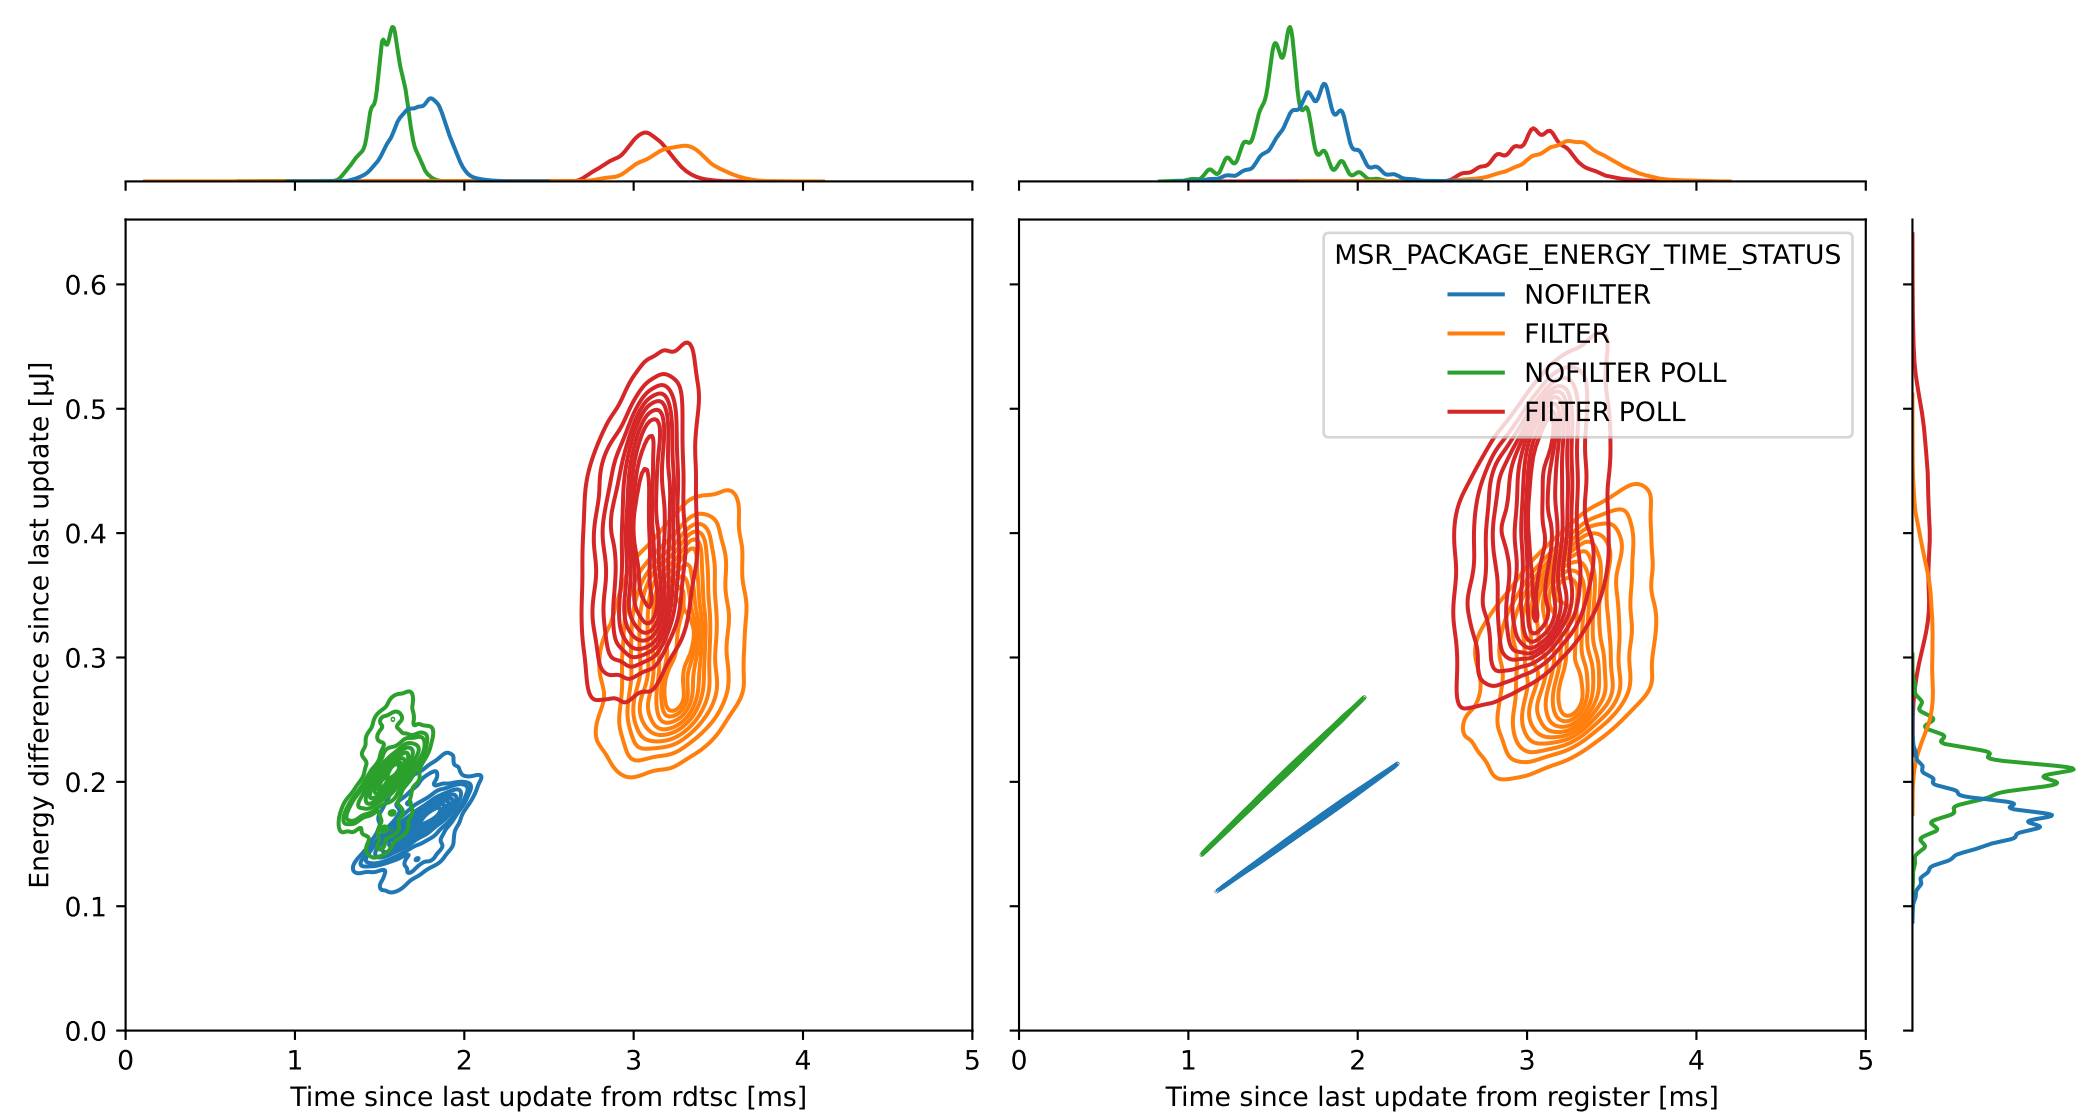 MSR_PACKAGE_ENERGY_TIME_STATUS
NOFILTER
FILTER
NOFILTER POLL
FILTER POLL
Energy difference since last update [µJ]
0.6
0.5
0.4
0.3
0.2
0.1
0.0
0 1 2 3 4 5
0 1 2 3 4 5
Time since last update from rdtsc [ms]
Time since last update from register [ms]